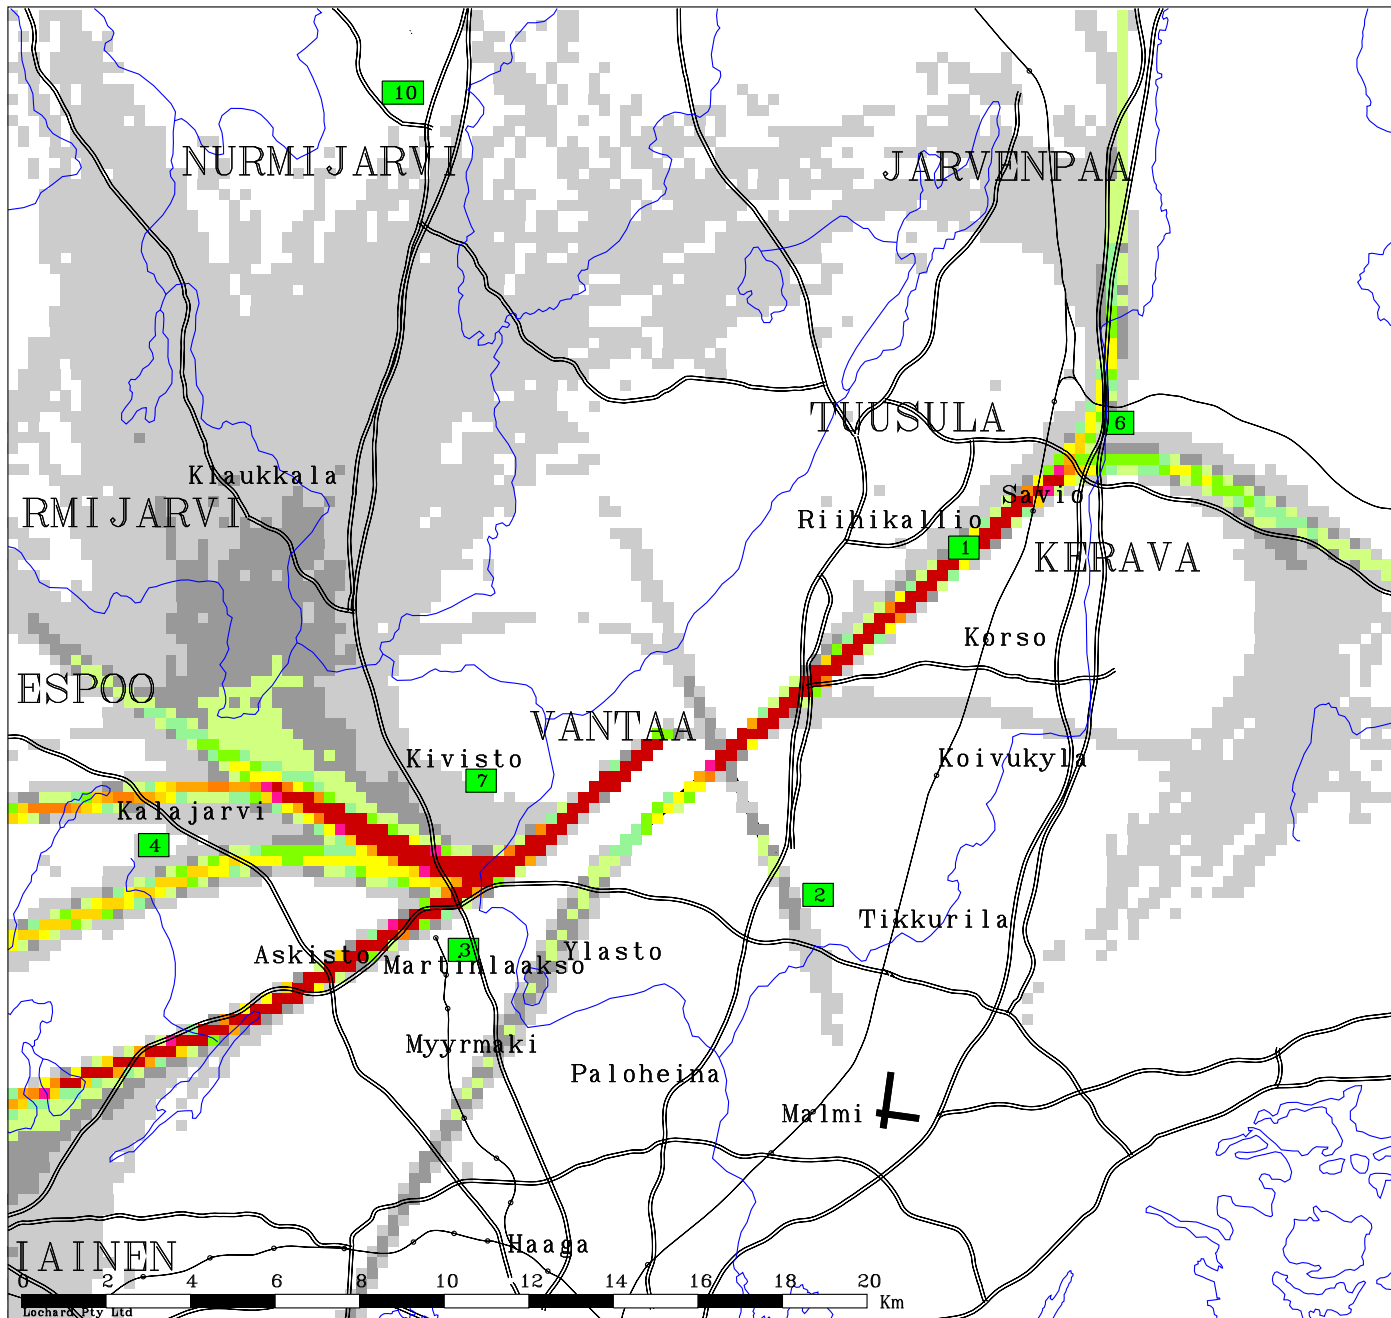 10
NURMIJARVI
JARVENPAA
TUUSULA
6
Klaukkala
Savio
RMIJARVI
Riihikallio
1
KERAVA
Korso
ESPOO
VANTAA
Kivisto
Koivukyla
7
Kalajarvi
4
2
Tikkurila
3
Ylasto
Askisto
Martinlaakso
Myyrmaki
Paloheina
Malmi
Haaga
IAINEN
0 2 4 6 8 10 12 14 16 18 20
Km
Lochard Pty Ltd